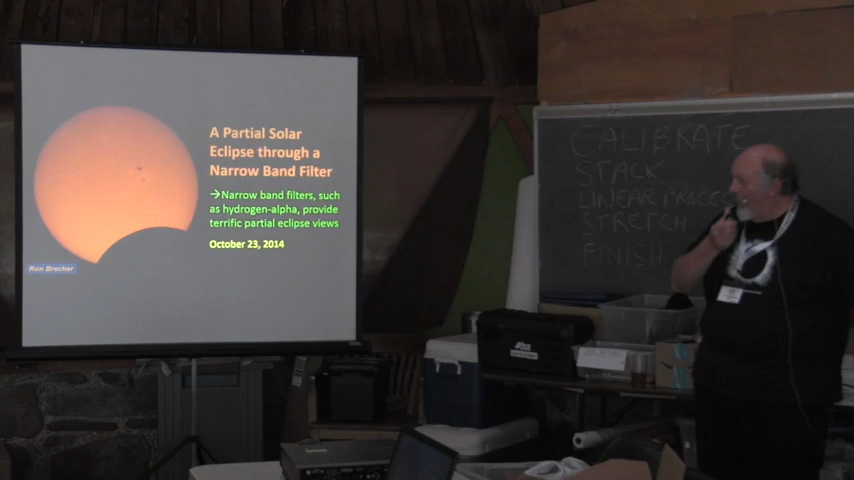 A Partial Solar
Eclipse through a
Narrow Band Filter
→Narrow band filters, such
as hydrogen-alpha, provide
terrific partial eclipse views
October 23, 2014
Ron Brecher
CALIBRATE
STACK
LINEAR PROCES
STRETCH
FINISH